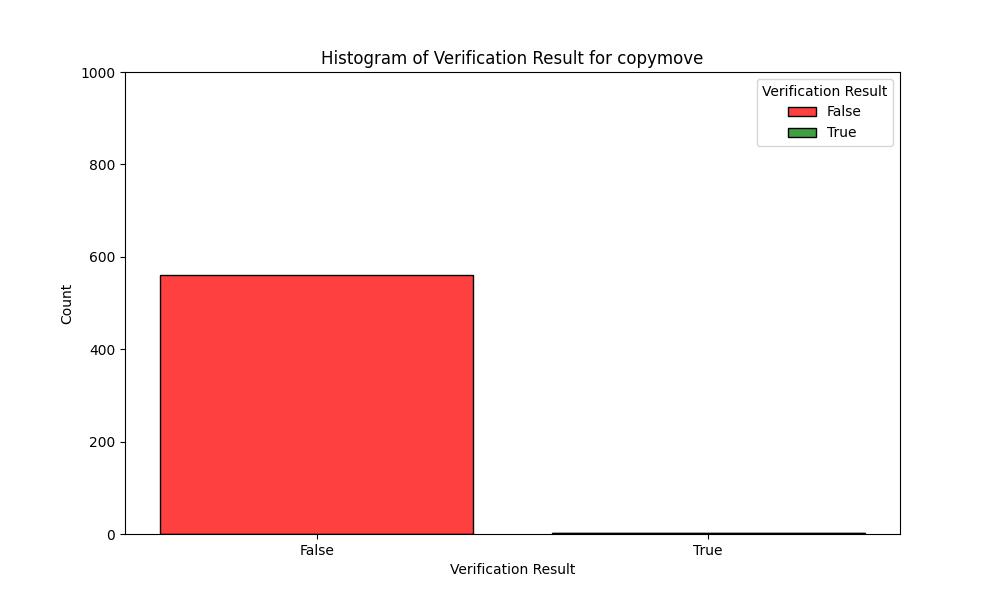 Histogram of Verification Result for copymove
Verification Result
False
True
1000
800
600
400
200
0
Count
False
True
Verification Result